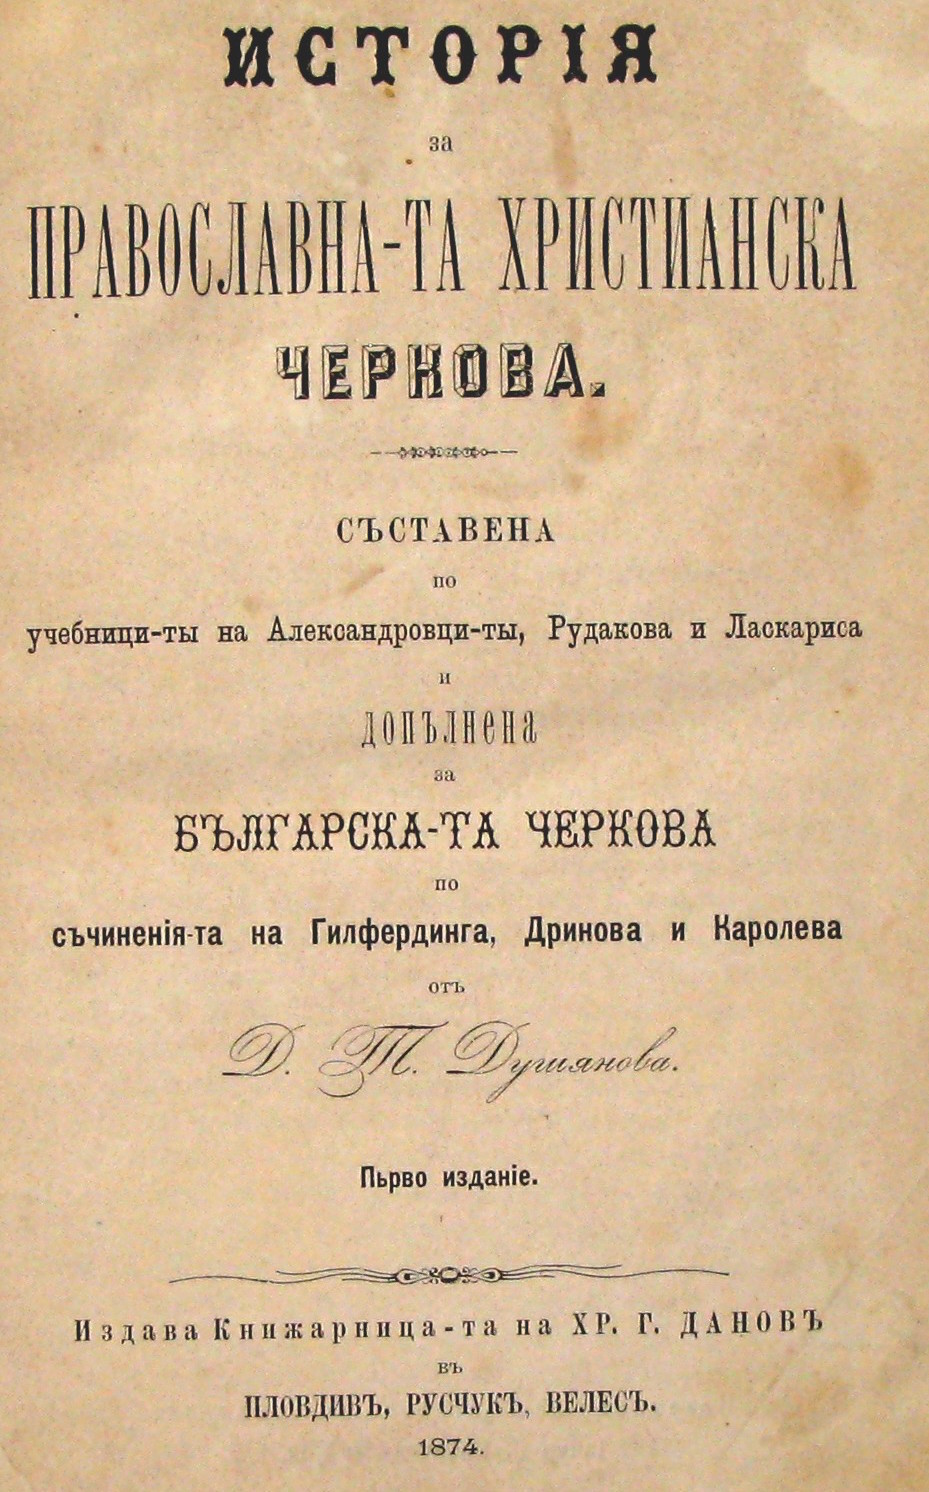 ИСТОРІЯ
за
ПРАВОСЛАВНА-ТА ХРИСТИАНСКА
ЧЕРКОВА.
СЪСТАВЕНА
по
учебници-ты на Александровци-ты, Рудакова и Ласкариса
и
допълнена
за
БЪЛГАРСКА-ТА ЧЕРКОВА
по
съчиненія-та на Гилфердинга, Дринова и Каролева
отъ
Д. Т. Душянова.
Пьрво изданіе.
Издава Книжарница-та на ХР. Г. ДАНОВЪ
въ
ПЛОВДИВЪ, РУСЧУКЪ, ВЕЛЕСЪ.
1874.